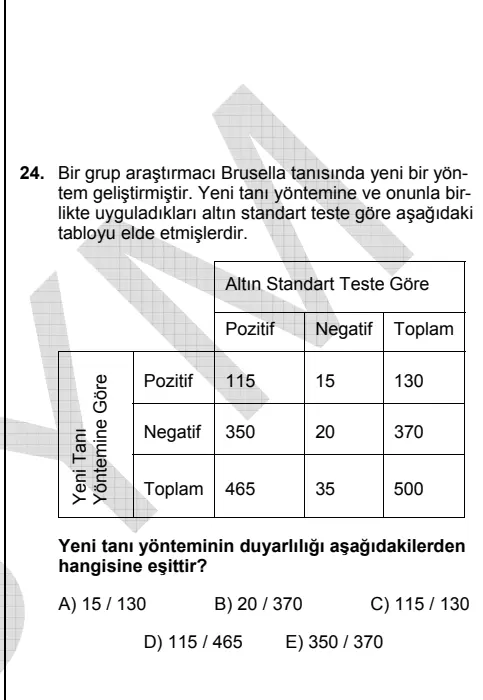 24. Bir grup araştırmacı Brusella tanısında yeni bir yön-
tem geliştirmiştir. Yeni tanı yöntemine ve onunla bir-
likte uyguladıkları altın standart teste göre aşağıdaki
tabloyu elde etmişlerdir.
Altın Standart Teste Göre
Pozitif Negatif Toplam
Yeni Tanı
Yöntemine Göre
Pozitif 115 15 130
Negatif 350 20 370
Toplam 465 35 500
Yeni tanı yönteminin duyarlılığı aşağıdakilerden
hangisine eşittir?
A) 15 / 130 B) 20 / 370 C) 115 / 130
D) 115 / 465 E) 350 / 370